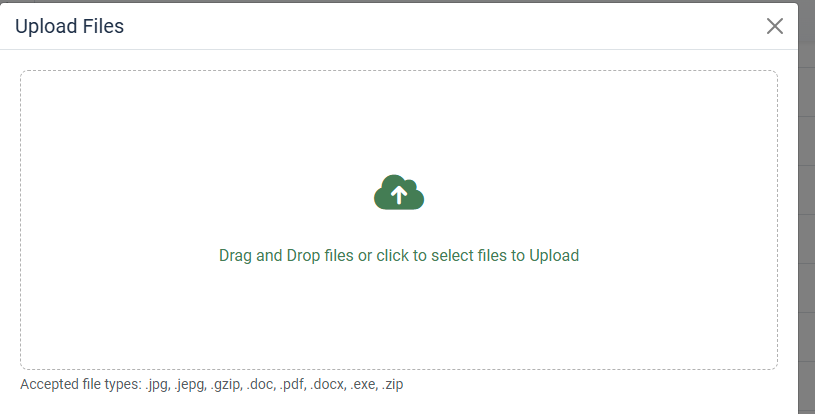 Upload Files
Drag and Drop files or click to select files to Upload
Accepted file types: .jpg, .jepg, .gzip, .doc, .pdf, .docx, .exe, .zip